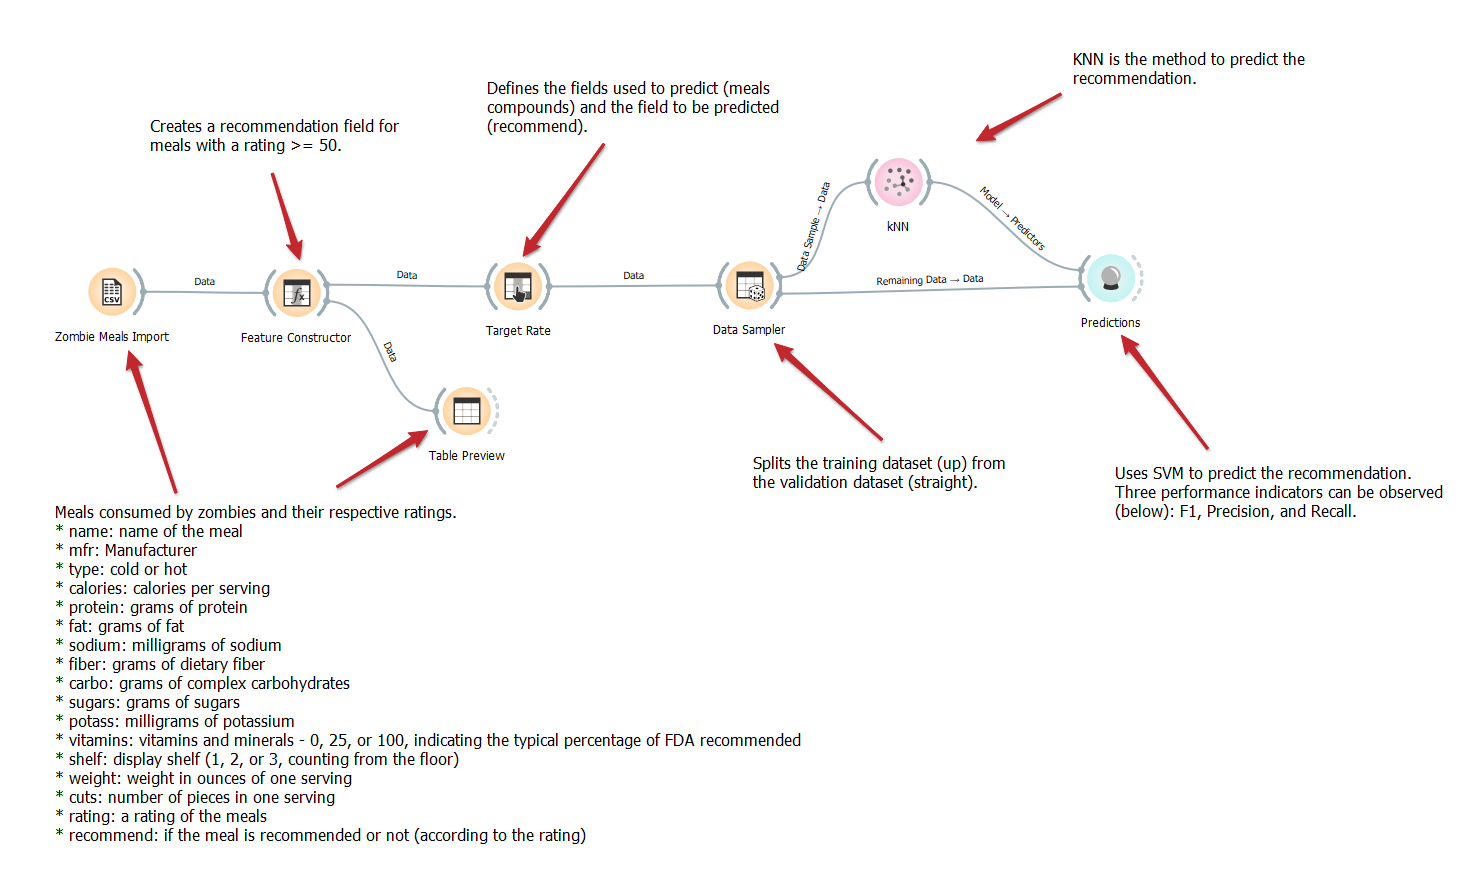 KNN is the method to predict the
recommendation.
Defines the fields used to predict (meals
compounds) and the field to be predicted
(recommend).
Creates a recommendation field for
meals with a rating >= 50.
Data Sample → Data
kNN
Model → Predictors
Data
Data
Data
Remaining Data → Data
CSV
fx
Zombie Meals Import
Feature Constructor
Target Rate
Data Sampler
Predictions
Data
Table Preview
Splits the training dataset (up) from
the validation dataset (straight).
Uses SVM to predict the recommendation.
Three performance indicators can be observed
(below): F1, Precision, and Recall.
Meals consumed by zombies and their respective ratings.
* name: name of the meal
* mfr: Manufacturer
* type: cold or hot
* calories: calories per serving
* protein: grams of protein
* fat: grams of fat
* sodium: milligrams of sodium
* fiber: grams of dietary fiber
* carbo: grams of complex carbohydrates
* sugars: grams of sugars
* potass: milligrams of potassium
* vitamins: vitamins and minerals - 0, 25, or 100, indicating the typical percentage of FDA recommended
* shelf: display shelf (1, 2, or 3, counting from the floor)
* weight: weight in ounces of one serving
* cuts: number of pieces in one serving
* rating: a rating of the meals
* recommend: if the meal is recommended or not (according to the rating)